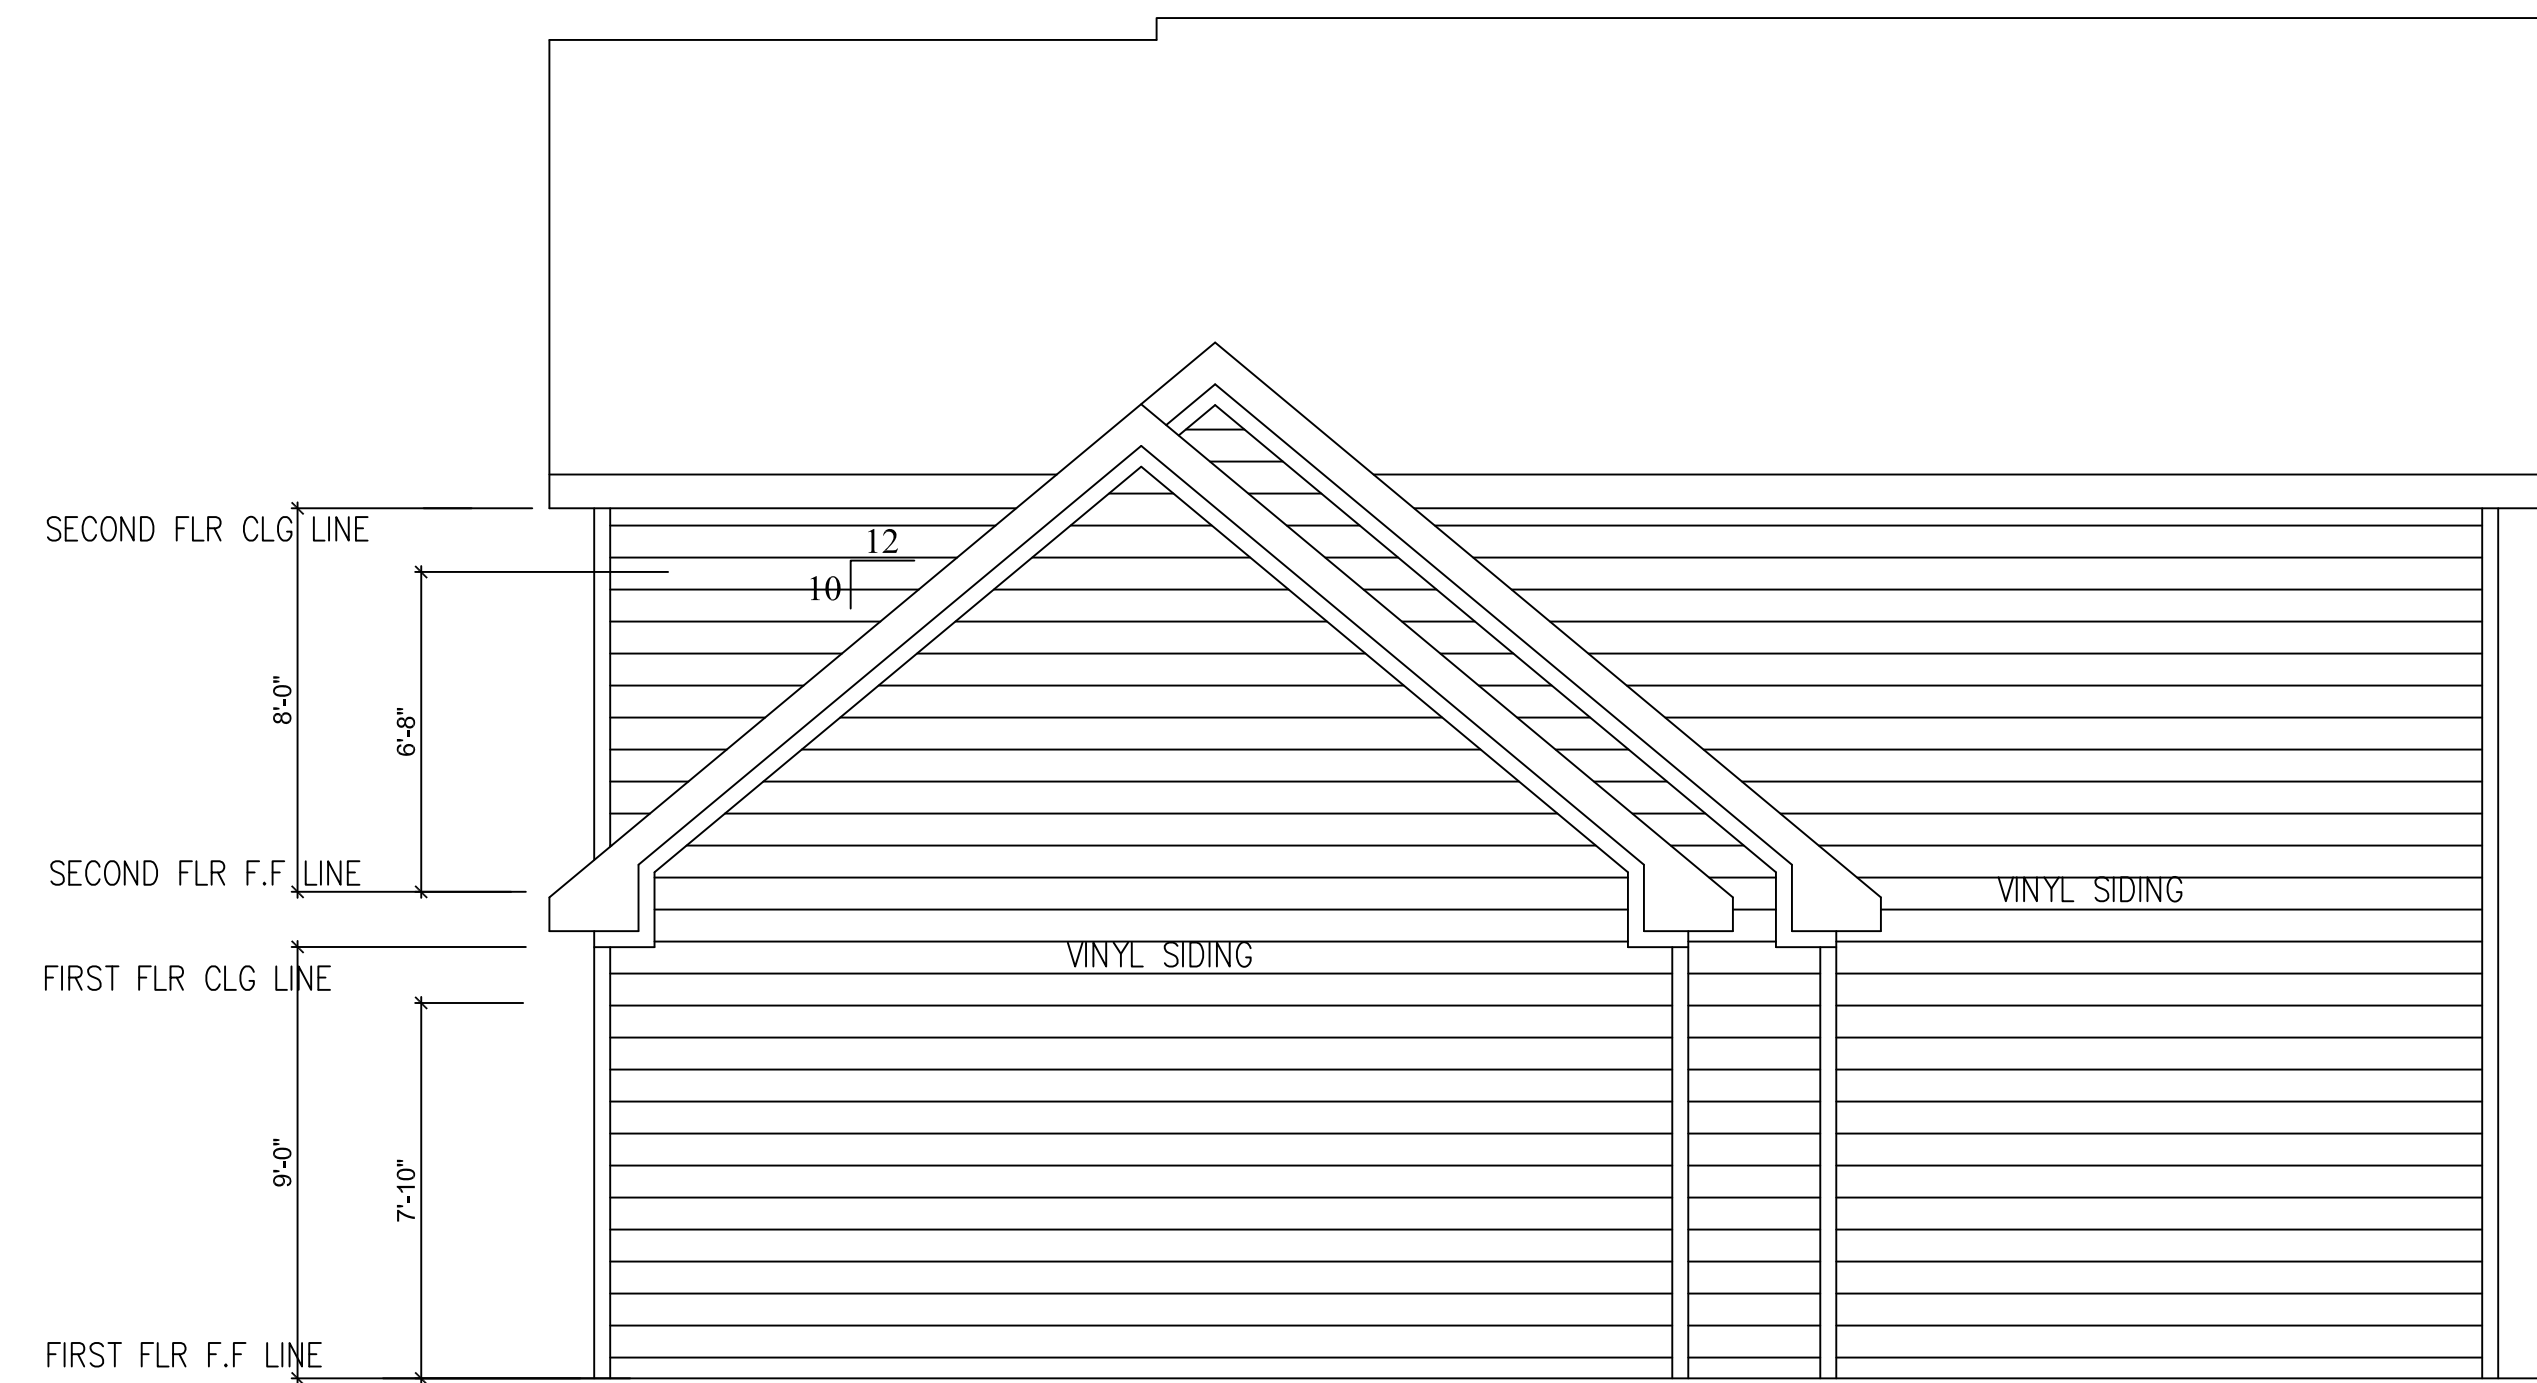 SECOND FLR CLG LINE
12
10
8'-0"
6'-8"
SECOND FLR F.F LINE
VINYL SIDING
VINYL SIDING
FIRST FLR CLG LINE
9'-0"
7'-10"
FIRST FLR F.F LINE